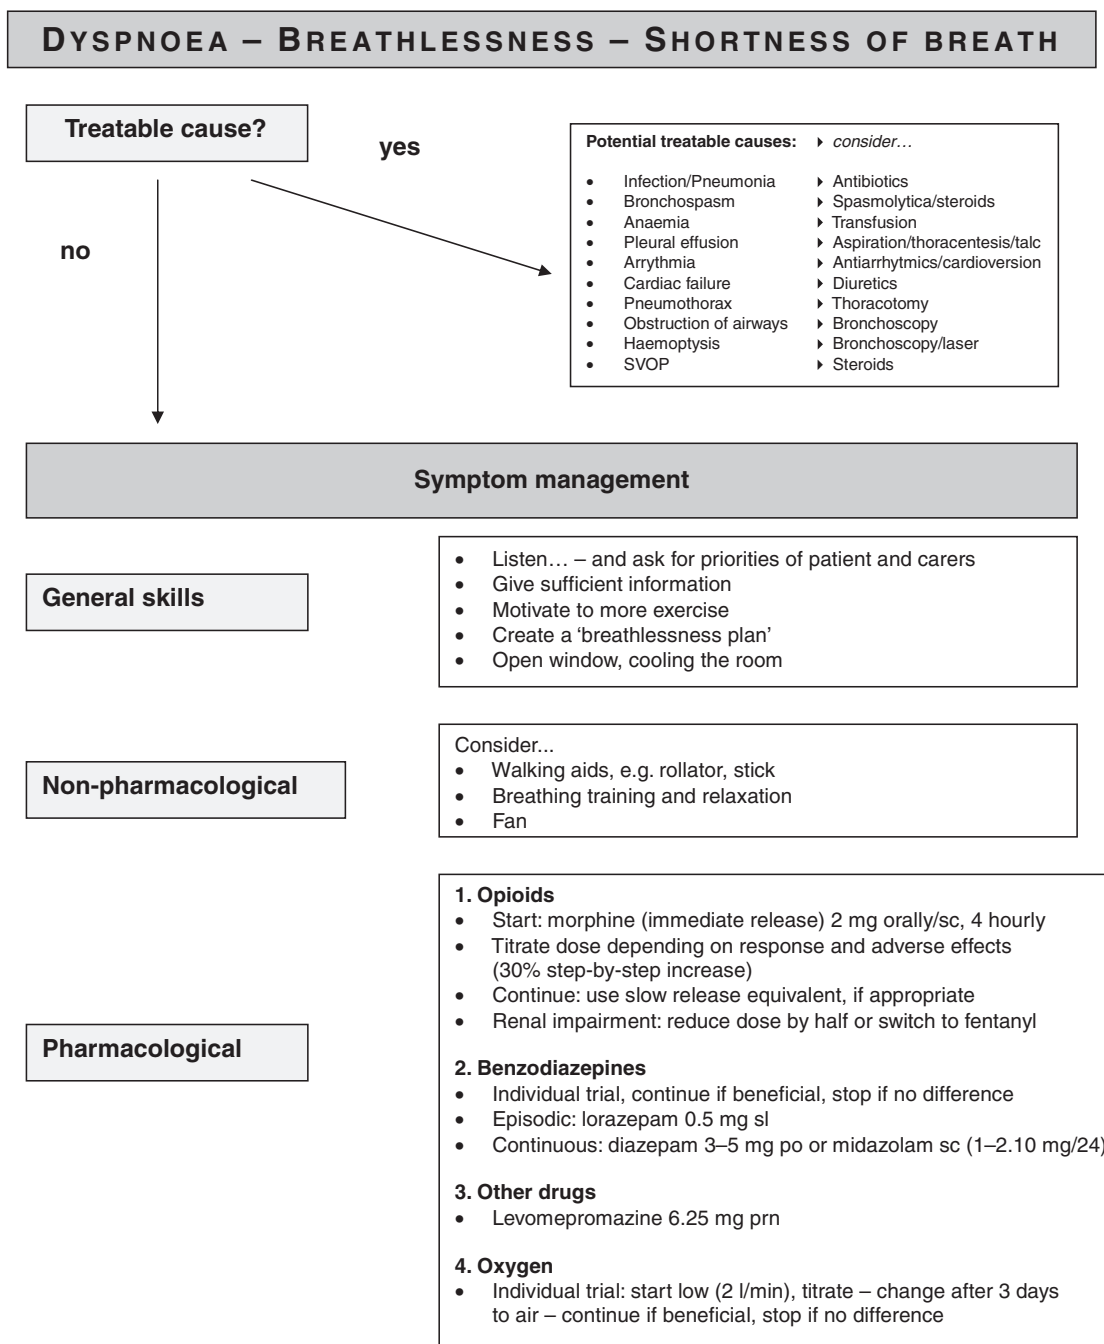 DYSPNOEA – BREATHLESSNESS – SHORTNESS OF BREATH
Treatable cause?
yes
no
Potential treatable causes: ▸ consider…
• Infection/Pneumonia ▸ Antibiotics
• Bronchospasm ▸ Spasmolytica/steroids
• Anaemia ▸ Transfusion
• Pleural effusion ▸ Aspiration/thoracentesis/talc
• Arrythmia ▸ Antiarrhytmics/cardioversion
• Cardiac failure ▸ Diuretics
• Pneumothorax ▸ Thoracotomy
• Obstruction of airways ▸ Bronchoscopy
• Haemoptysis ▸ Bronchoscopy/laser
• SVOP ▸ Steroids
Symptom management
General skills
• Listen… – and ask for priorities of patient and carers
• Give sufficient information
• Motivate to more exercise
• Create a ‘breathlessness plan’
• Open window, cooling the room
Non-pharmacological
Consider...
• Walking aids, e.g. rollator, stick
• Breathing training and relaxation
• Fan
Pharmacological
1. Opioids
• Start: morphine (immediate release) 2 mg orally/sc, 4 hourly
• Titrate dose depending on response and adverse effects
(30% step-by-step increase)
• Continue: use slow release equivalent, if appropriate
• Renal impairment: reduce dose by half or switch to fentanyl
2. Benzodiazepines
• Individual trial, continue if beneficial, stop if no difference
• Episodic: lorazepam 0.5 mg sl
• Continuous: diazepam 3–5 mg po or midazolam sc (1–2.10 mg/24)
3. Other drugs
• Levomepromazine 6.25 mg prn
4. Oxygen
• Individual trial: start low (2 l/min), titrate – change after 3 days
to air – continue if beneficial, stop if no difference